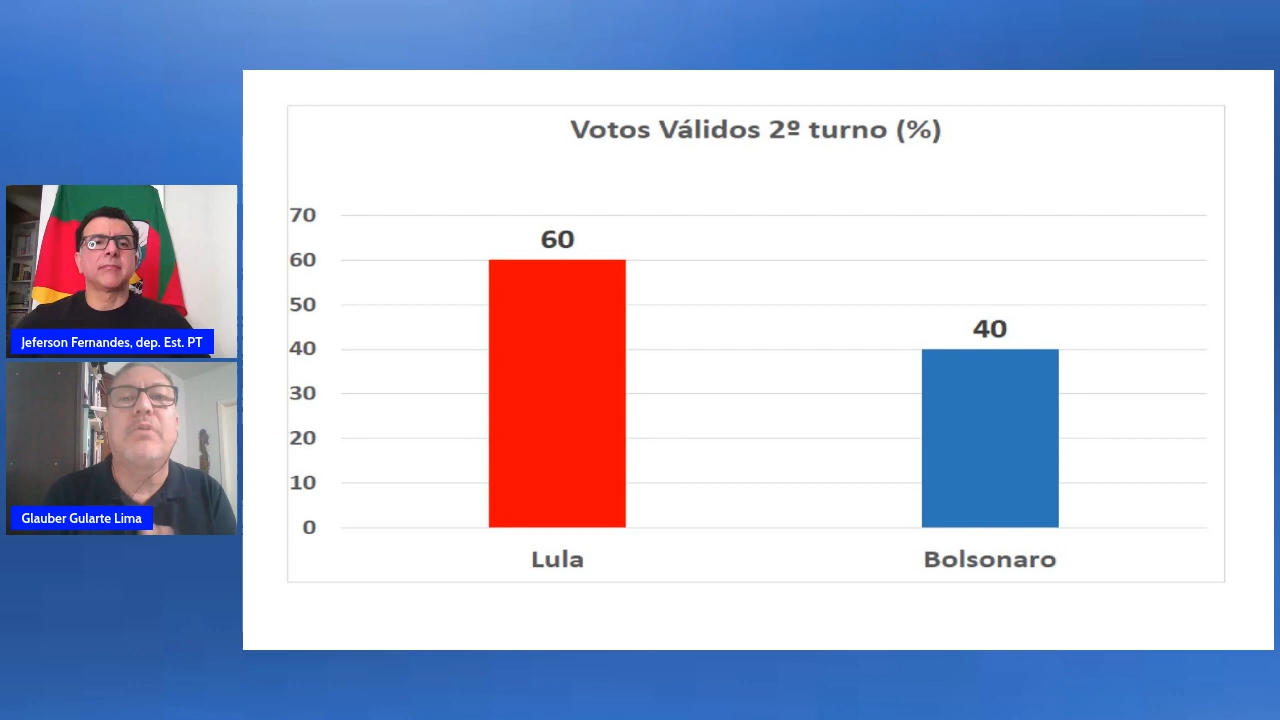 Votos Válidos 2º turno (%)
70
60
50
40
30
20
10
0
60
40
Lula
Bolsonaro
Jeferson Fernandes, dep. Est. PT
Glauber Gularte Lima